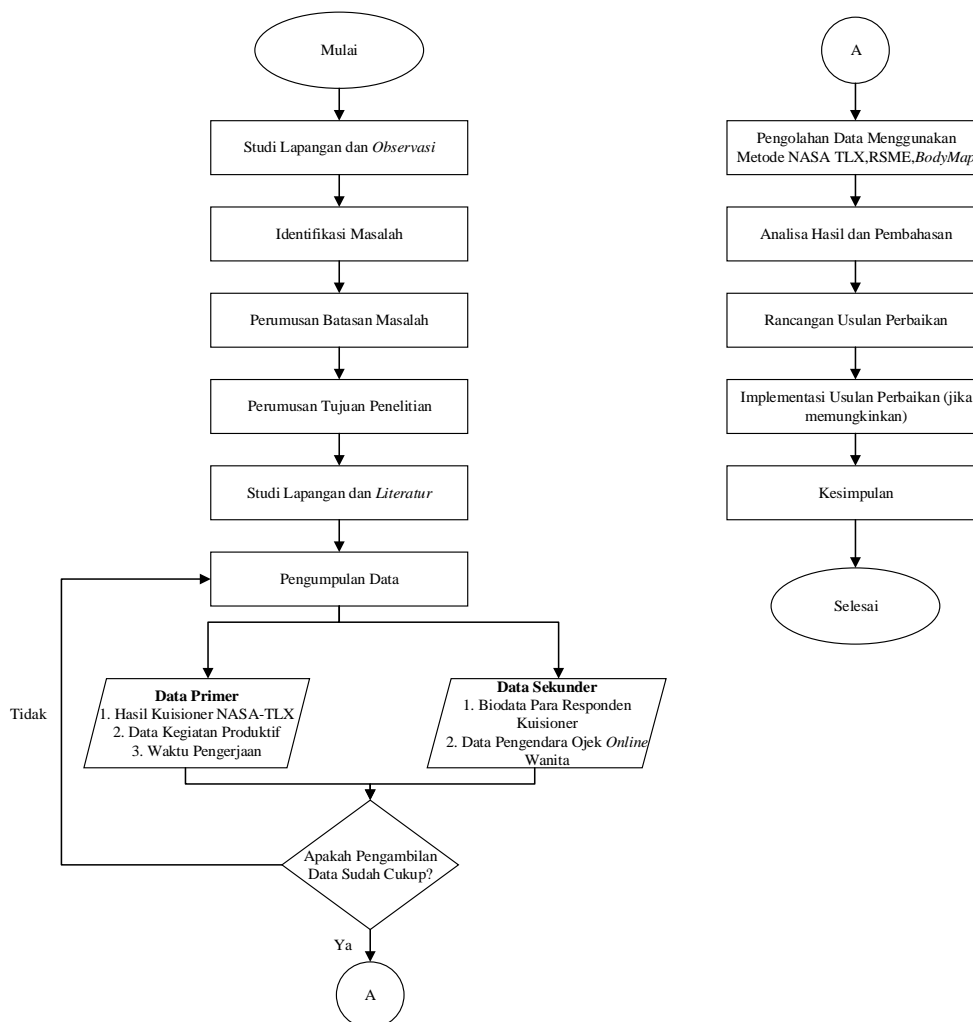 Mulai
Studi Lapangan dan Observasi
Identifikasi Masalah
Perumusan Batasan Masalah
Perumusan Tujuan Penelitian
Studi Lapangan dan Literatur
Pengumpulan Data
Data Primer
1. Hasil Kuisioner NASA-TLX
2. Data Kegiatan Produktif
3. Waktu Pengerjaan
Data Sekunder
1. Biodata Para Responden
Kuisioner
2. Data Pengendara Ojek Online
Wanita
Tidak
Apakah Pengambilan
Data Sudah Cukup?
Ya
A
A
Pengolahan Data Menggunakan
Metode NASA TLX,RSME,BodyMap
Analisa Hasil dan Pembahasan
Rancangan Usulan Perbaikan
Implementasi Usulan Perbaikan (jika
memungkinkan)
Kesimpulan
Selesai